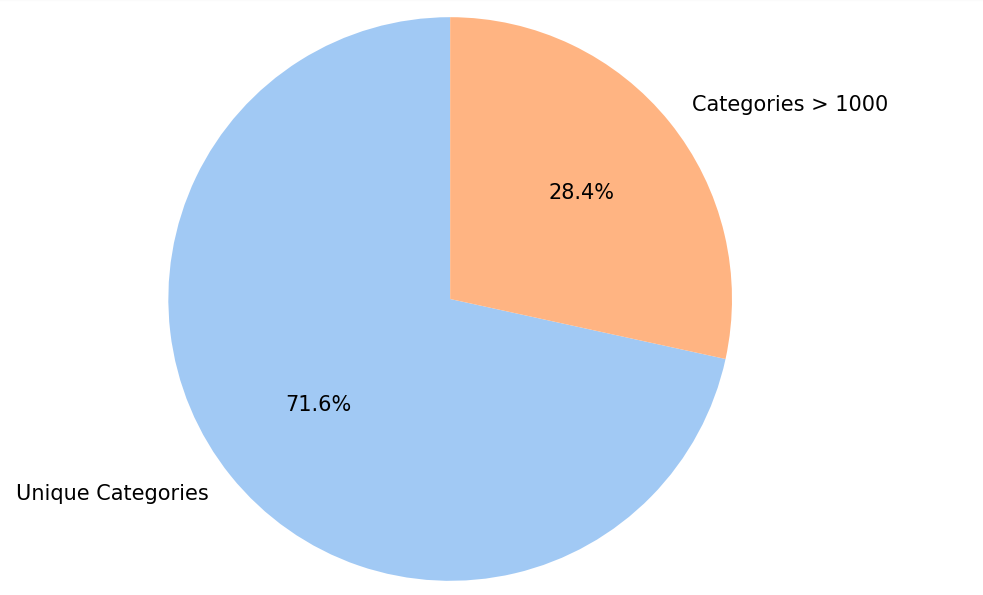 Categories > 1000
28.4%
71.6%
Unique Categories